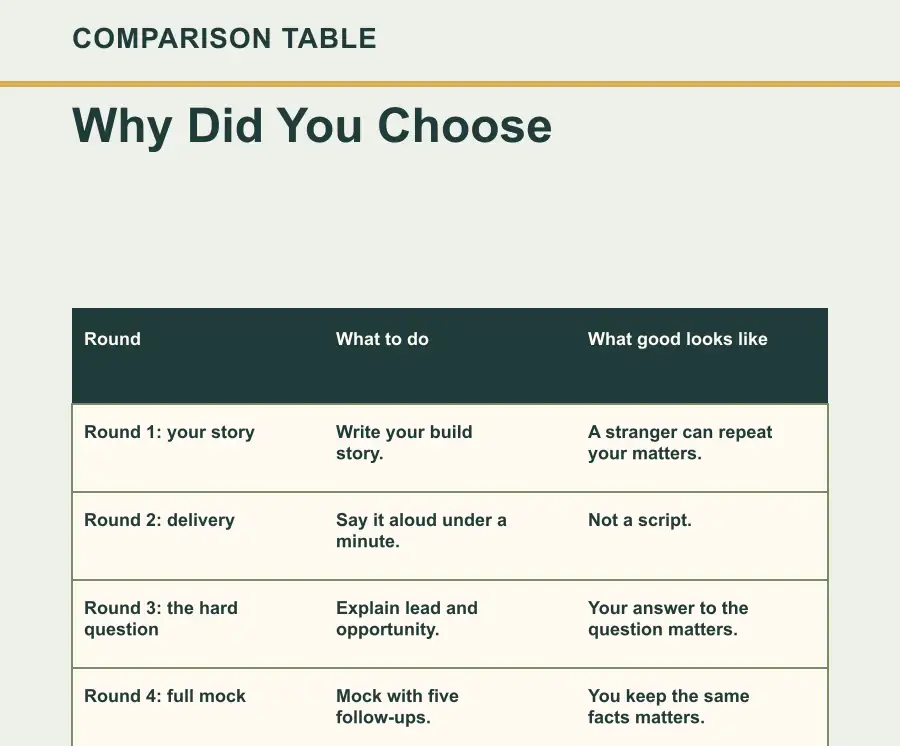 COMPARISON TABLE
Why Did You Choose
Round
What to do
What good looks like
Round 1: your story
Write your build
story.
A stranger can repeat
your matters.
Round 2: delivery
Say it aloud under a
minute.
Not a script.
Round 3: the hard
question
Explain lead and
opportunity.
Your answer to the
question matters.
Round 4: full mock
Mock with five
follow-ups.
You keep the same
facts matters.